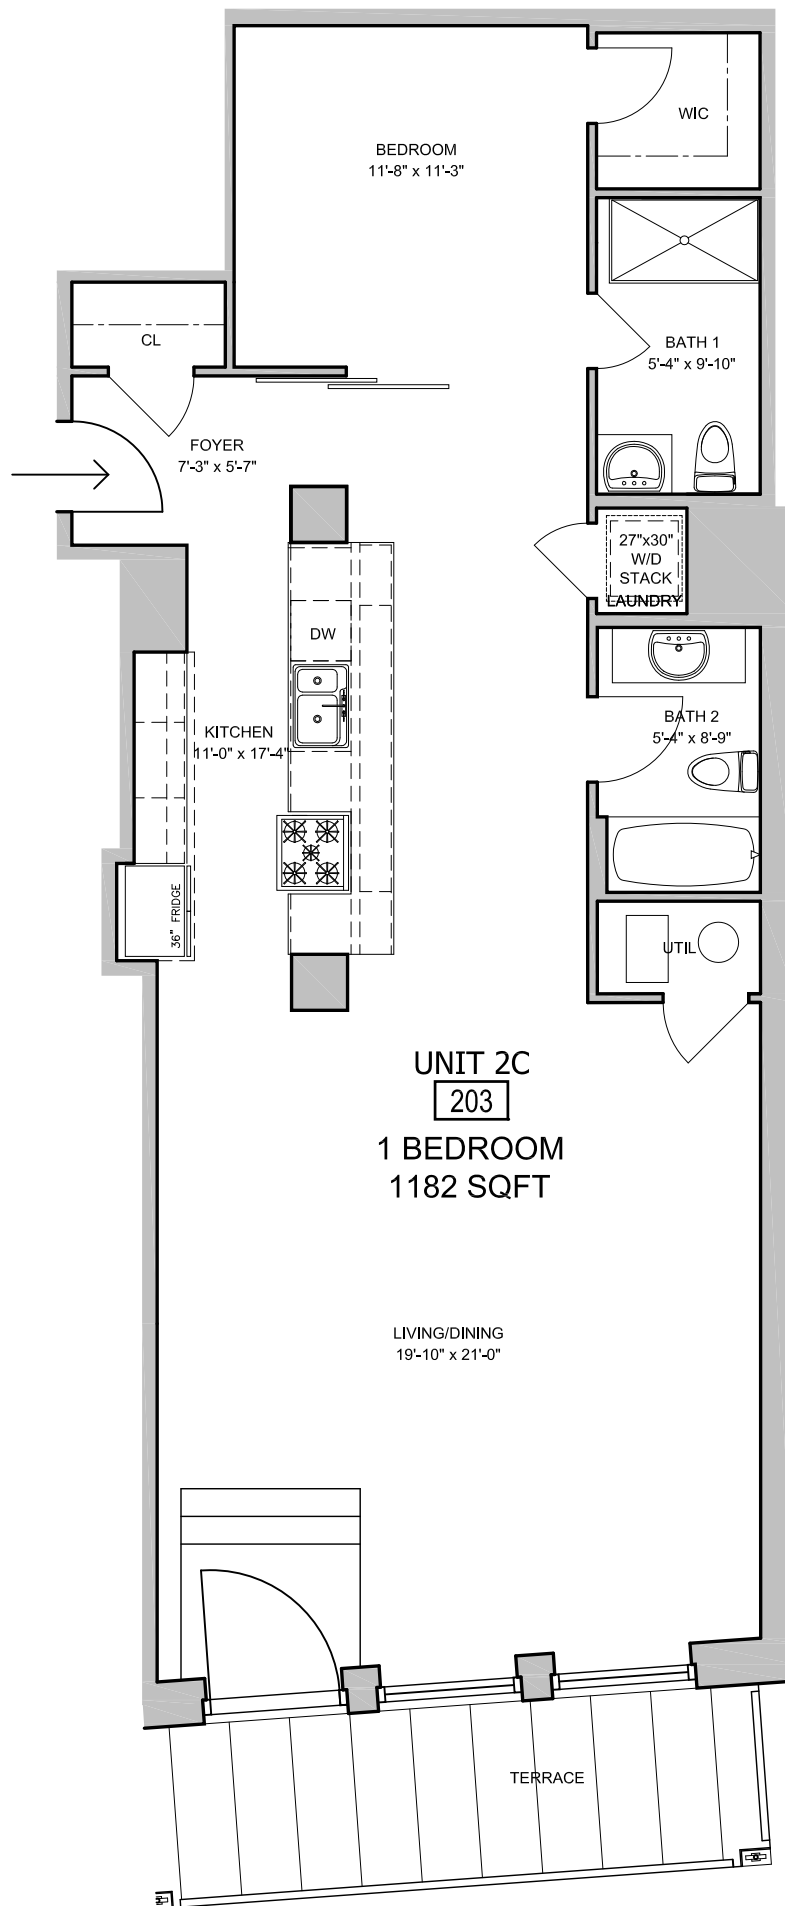 WIC
BEDROOM
11'-8" x 11'-3"
CL
BATH 1
5'-4" x 9'-10"
FOYER
7'-3" x 5'-7"
27"x30"
W/D
STACK
LAUNDRY
DW
BATH 2
5'-4" x 8'-9"
KITCHEN
11'-0" x 17'-4"
36" FRIDGE
UTIL
UNIT 2C
203
1 BEDROOM
1182 SQFT
LIVING/DINING
19'-10" x 21'-0"
TERRACE